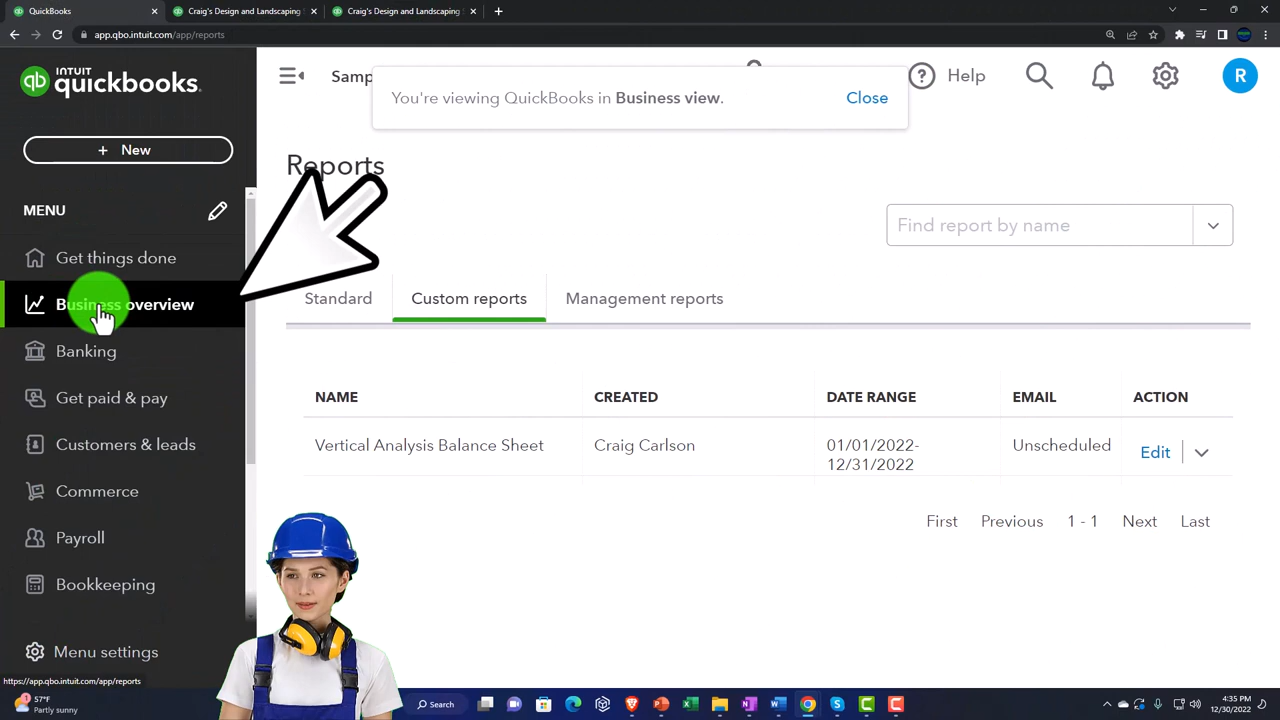 QuickBooks
Craig's Design and Landscaping
Craig's Design and Landscaping
app.qbo.intuit.com/app/reports
INTUIT
quickbooks.
+ New
MENU
Get things done
Business overview
Banking
Get paid & pay
Customers & leads
Commerce
Payroll
Bookkeeping
Menu settings
https://app.qbo.intuit.com/app/reports
Samp
You're viewing QuickBooks in Business view.
Close
Help
R
Reports
Find report by name
Standard
Custom reports
Management reports
NAME CREATED DATE RANGE EMAIL ACTION
Vertical Analysis Balance Sheet Craig Carlson 01/01/2022- Unscheduled Edit
12/31/2022
First Previous 1 - 1 Next Last
57°F
Partly sunny
Search
4:35 PM
12/30/2022